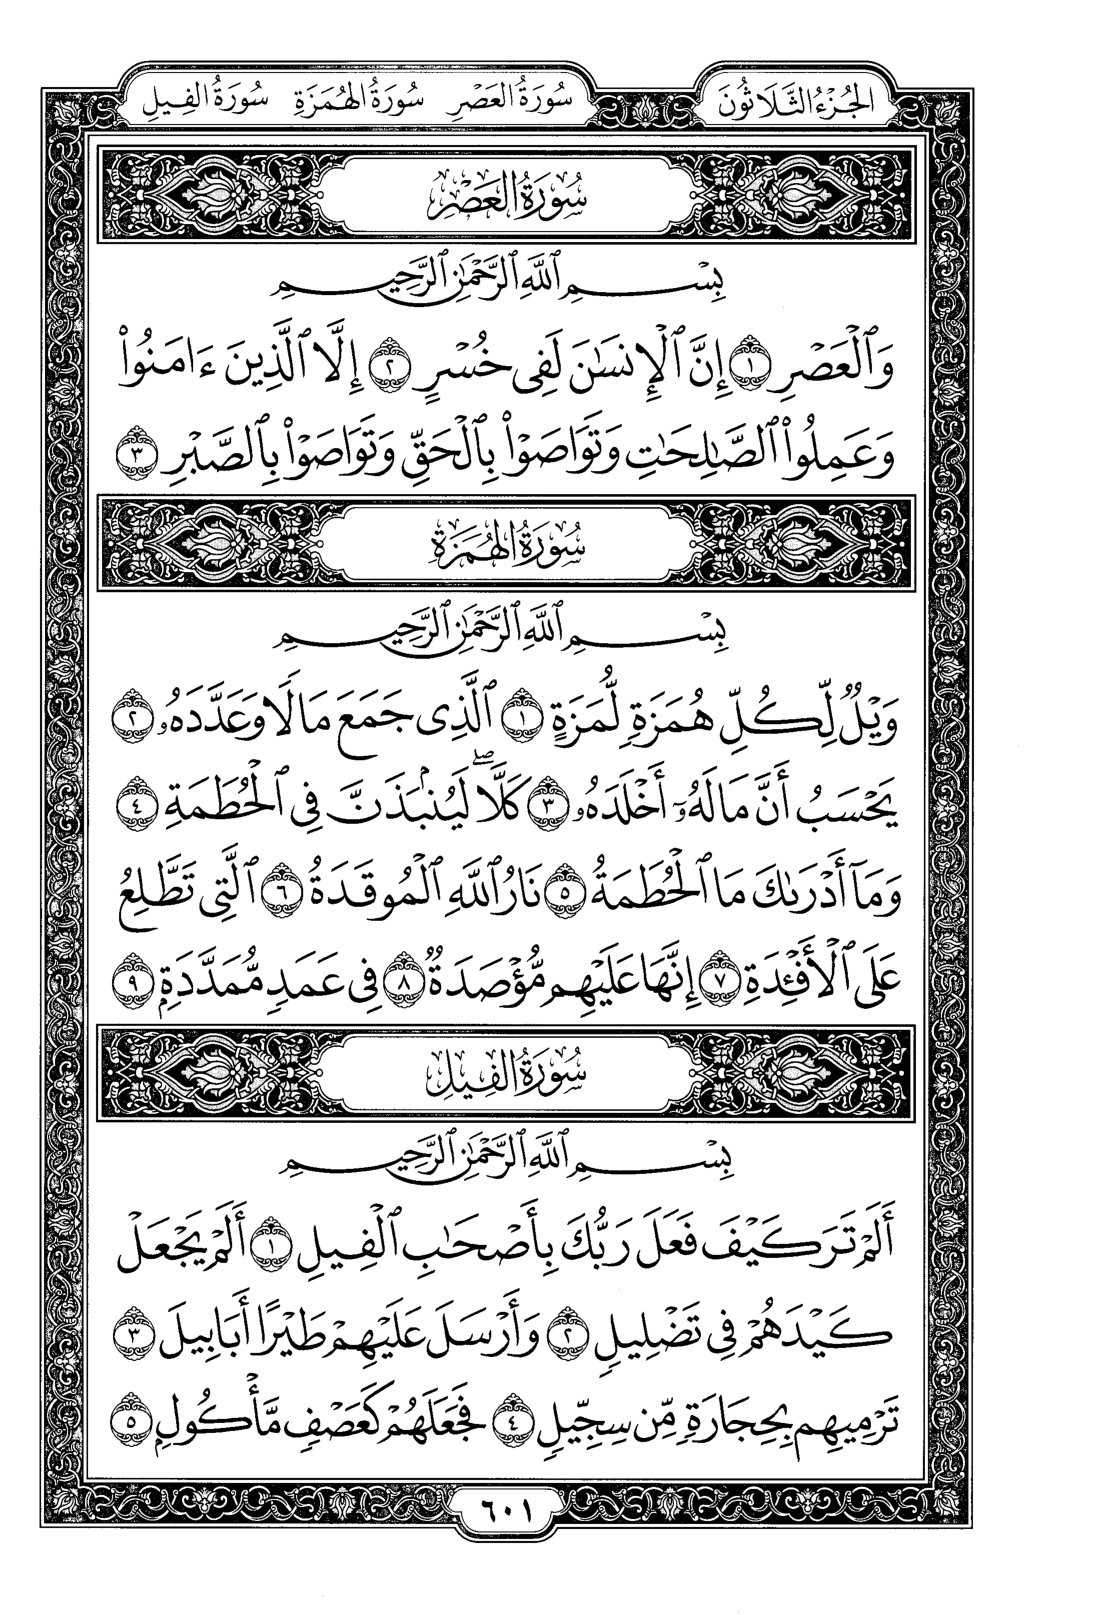 الجُزْءُ الثَّلَاثُونَ سُورَةُ العَصْرِ سُورَةُ الهُمَزَةِ سُورَةُ الفِيلِ
سُورَةُ العَصْرِ
بِسْمِ ٱللَّهِ ٱلرَّحْمَٰنِ ٱلرَّحِيمِ
وَٱلْعَصْرِ ١ إِنَّ ٱلْإِنسَٰنَ لَفِى خُسْرٍ ٢ إِلَّا ٱلَّذِينَ ءَامَنُوا۟
وَعَمِلُوا۟ ٱلصَّٰلِحَٰتِ وَتَوَاصَوْا۟ بِٱلْحَقِّ وَتَوَاصَوْا۟ بِٱلصَّبْرِ ٣
سُورَةُ الهُمَزَةِ
بِسْمِ ٱللَّهِ ٱلرَّحْمَٰنِ ٱلرَّحِيمِ
وَيْلٌ لِّكُلِّ هُمَزَةٍ لُّمَزَةٍ ١ ٱلَّذِى جَمَعَ مَالًا وَعَدَّدَهُۥ ٢
يَحْسَبُ أَنَّ مَالَهُۥٓ أَخْلَدَهُۥ ٣ كَلَّا ۖ لَيُنۢبَذَنَّ فِى ٱلْحُطَمَةِ ٤
وَمَآ أَدْرَىٰكَ مَا ٱلْحُطَمَةُ ٥ نَارُ ٱللَّهِ ٱلْمُوقَدَةُ ٦ ٱلَّتِى تَطَّلِعُ
عَلَى ٱلْأَفْـِٔدَةِ ٧ إِنَّهَا عَلَيْهِم مُّؤْصَدَةٌ ٨ فِى عَمَدٍ مُّمَدَّدَةٍۭ ٩
سُورَةُ الفِيلِ
بِسْمِ ٱللَّهِ ٱلرَّحْمَٰنِ ٱلرَّحِيمِ
أَلَمْ تَرَ كَيْفَ فَعَلَ رَبُّكَ بِأَصْحَٰبِ ٱلْفِيلِ ١ أَلَمْ يَجْعَلْ
كَيْدَهُمْ فِى تَضْلِيلٍ ٢ وَأَرْسَلَ عَلَيْهِمْ طَيْرًا أَبَابِيلَ ٣
تَرْمِيهِم بِحِجَارَةٍ مِّن سِجِّيلٍ ٤ فَجَعَلَهُمْ كَعَصْفٍ مَّأْكُولٍۭ ٥
٦٠١